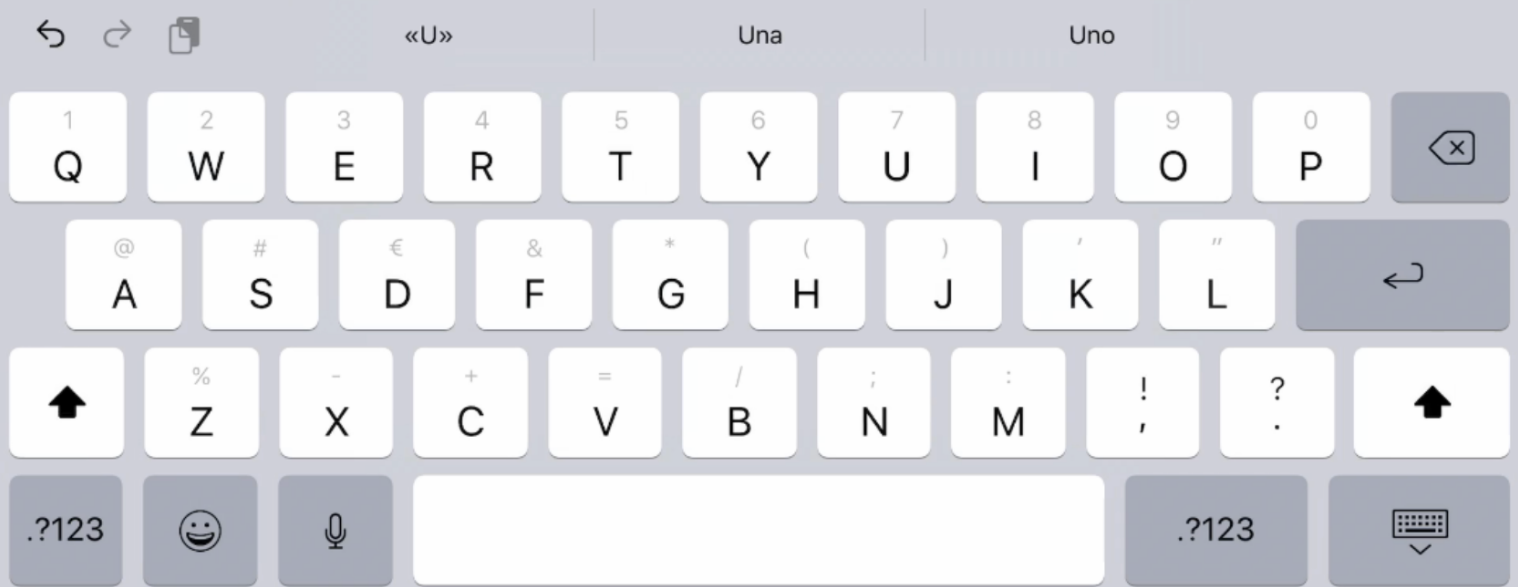 «U» Una Uno
1 2 3 4 5 6 7 8 9 0
Q W E R T Y U I O P
@ # € & * ( ) ' "
A S D F G H J K L
% - + = / ; : ! ?
Z X C V B N M , .
.?123 .?123